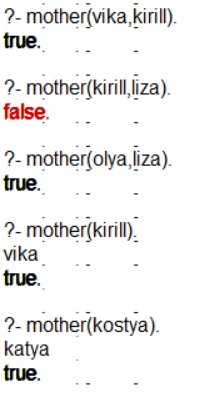 ?- mother(vika,kirill).
true.
?- mother(kirill,liza).
false.
?- mother(olya,liza).
true.
?- mother(kirill).
vika
true.
?- mother(kostya).
katya
true.